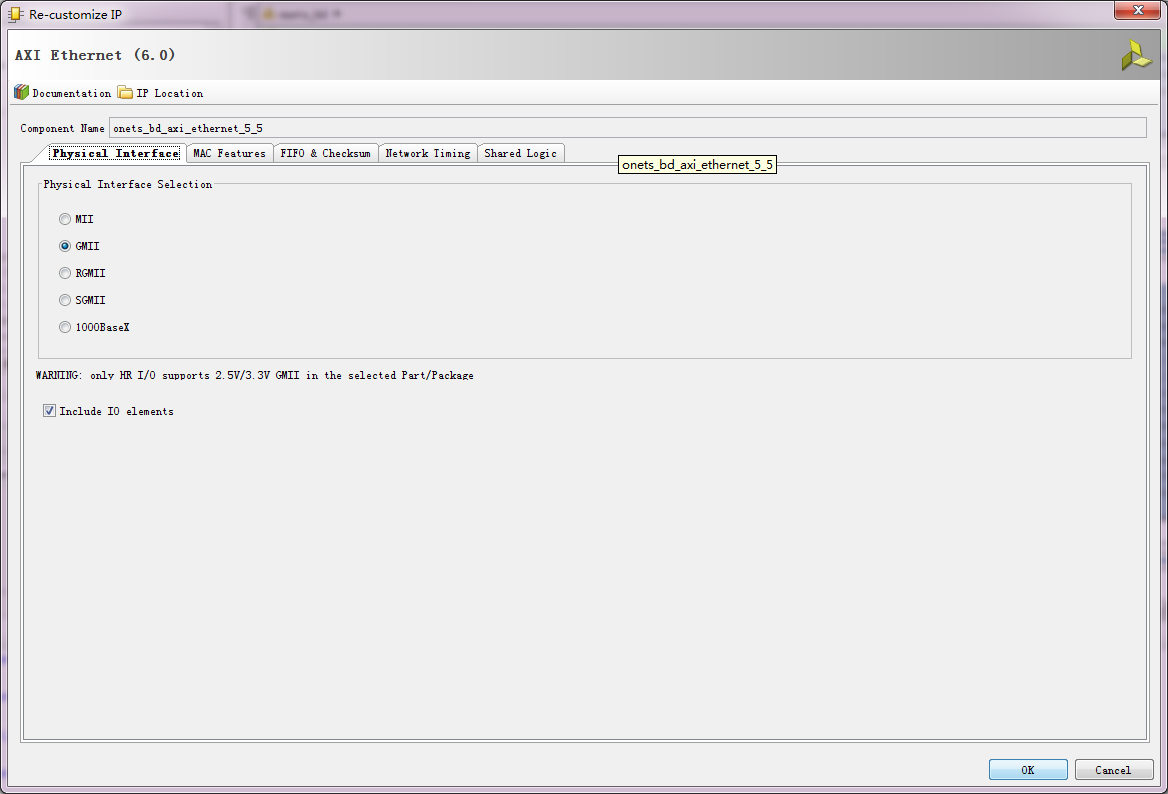 Re-customize IP
AXI Ethernet (6.0)
Documentation IP Location
Component Name onets_bd_axi_ethernet_5_5
Physical Interface MAC Features FIFO & Checksum Network Timing Shared Logic
onets_bd_axi_ethernet_5_5
Physical Interface Selection
MII
GMII
RGMII
SGMII
1000BaseX
WARNING: only HR I/O supports 2.5V/3.3V GMII in the selected Part/Package
Include IO elements
OK Cancel